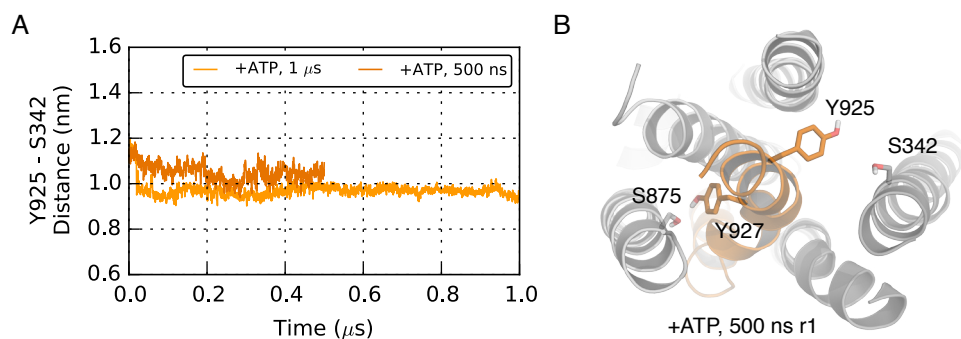 A
Y925 - S342
Distance (nm)
1.6
1.4
1.2
1.0
0.8
0.6
+ATP, 1 μs
+ATP, 500 ns
0.0
0.2
0.4
0.6
0.8
1.0
Time (μs)
B
Y925
S342
S875
Y927
+ATP, 500 ns r1